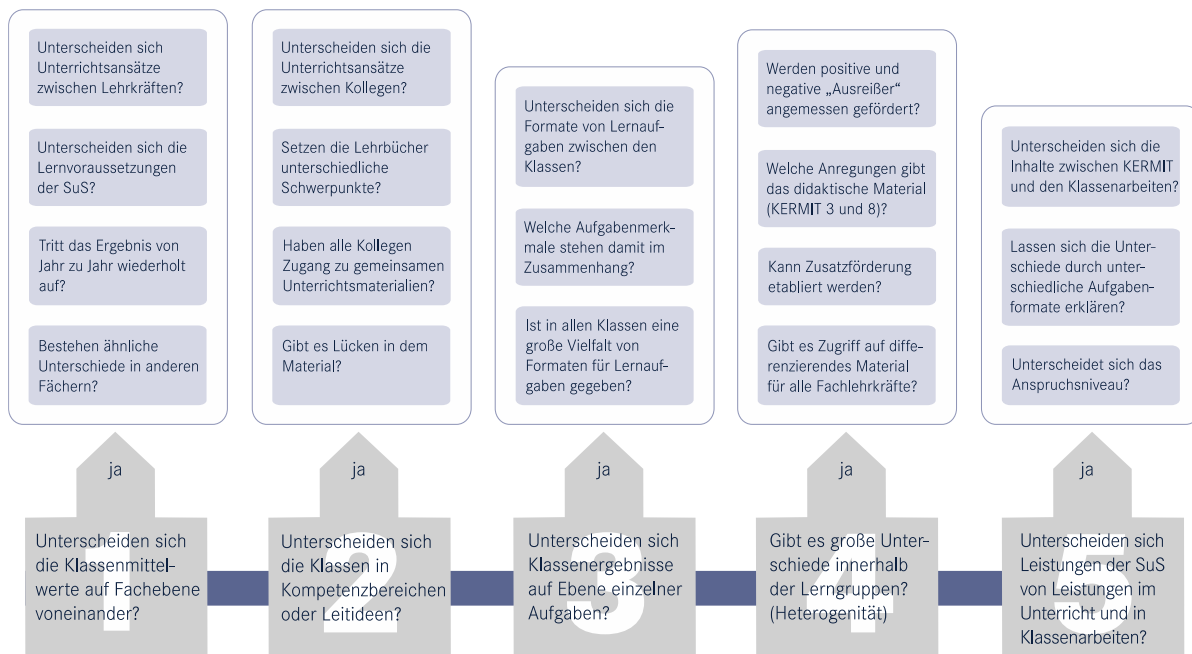 Unterscheiden sich
Unterrichtsansätze
zwischen Lehrkräften?
Unterscheiden sich die
Lernvoraussetzungen
der SuS?
Tritt das Ergebnis von
Jahr zu Jahr wiederholt
auf?
Bestehen ähnliche
Unterschiede in anderen
Fächern?
Unterscheiden sich die
Unterrichtsansätze
zwischen Kollegen?
Setzen die Lehrbücher
unterschiedliche
Schwerpunkte?
Haben alle Kollegen
Zugang zu gemeinsamen
Unterrichtsmaterialien?
Gibt es Lücken in dem
Material?
Unterscheiden sich die
Formate von Lernauf-
gaben zwischen den
Klassen?
Welche Aufgabenmerk-
male stehen damit im
Zusammenhang?
Ist in allen Klassen eine
große Vielfalt von
Formaten für Lernauf-
gaben gegeben?
Werden positive und
negative „Ausreißer“
angemessen gefördert?
Welche Anregungen gibt
das didaktische Material
(KERMIT 3 und 8)?
Kann Zusatzförderung
etabliert werden?
Gibt es Zugriff auf diffe-
renzierendes Material
für alle Fachlehrkräfte?
Unterscheiden sich die
Inhalte zwischen KERMIT
und den Klassenarbeiten?
Lassen sich die Unter-
schiede durch unter-
schiedliche Aufgaben-
formate erklären?
Unterscheidet sich das
Anspruchsniveau?
ja
ja
ja
ja
ja
1
Unterscheiden sich
die Klassenmittel-
werte auf Fachebene
voneinander?
2
Unterscheiden sich
die Klassen in
Kompetenzbereichen
oder Leitideen?
3
Unterscheiden sich
Klassenergebnisse
auf Ebene einzelner
Aufgaben?
4
Gibt es große Unter-
schiede innerhalb
der Lerngruppen?
(Heterogenität)
5
Unterscheiden sich
Leistungen der SuS
von Leistungen im
Unterricht und in
Klassenarbeiten?